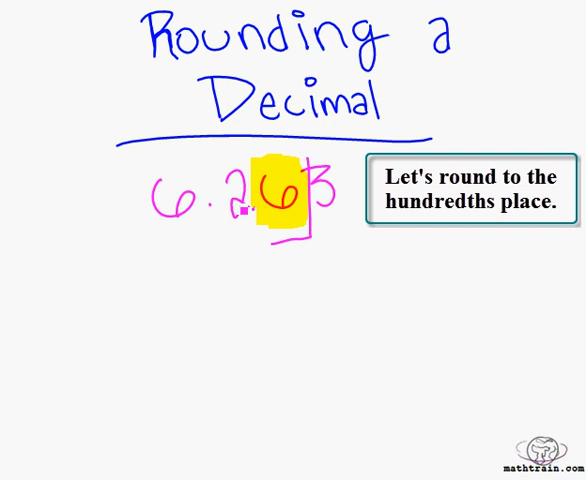 Rounding a
Decimal
6.263
Let's round to the
hundredths place.
mathtrain.com